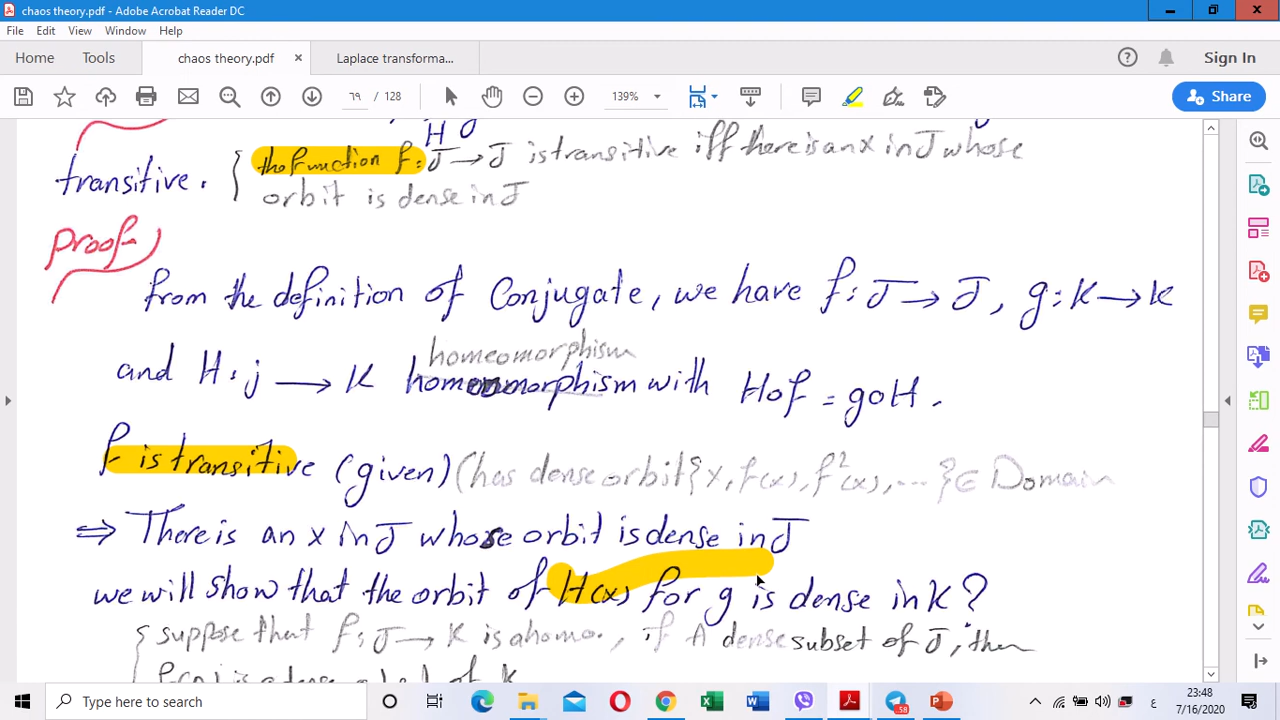 chaos theory.pdf - Adobe Acrobat Reader DC
File Edit View Window Help
Home Tools chaos theory.pdf × Laplace transforma... Sign In
٦٩ / 128 139% Share
H
transitive. { the function f: J → J is transitive iff there is an x in J whose
orbit is dense in J
Proof)
from the definition of Conjugate, we have f: J → J, g: K → K
homeomorphism
and H: j → K homeomorphism with Hof = goH.
f is transitive (given) (has dense orbit {x, f(x), f²(x), ... } ∈ Domain
⇒ There is an x in J whose orbit is dense in J
we will show that the orbit of H(x) for g is dense in K?
{ suppose that f: J → K is a homo., if A dense subset of J, then
Type here to search
58
ع
23:48
7/16/2020